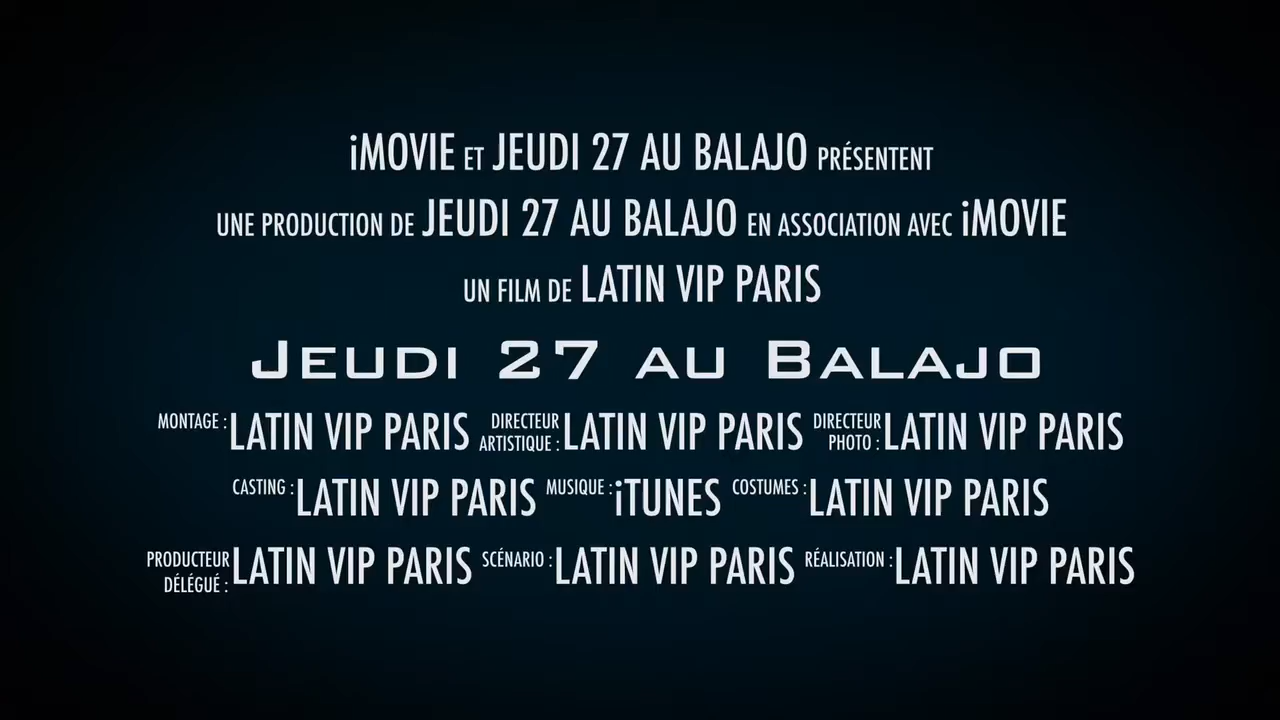 iMOVIE ET JEUDI 27 AU BALAJO PRÉSENTENT
UNE PRODUCTION DE JEUDI 27 AU BALAJO EN ASSOCIATION AVEC iMOVIE
UN FILM DE LATIN VIP PARIS
JEUDI 27 AU BALAJO
MONTAGE : LATIN VIP PARIS DIRECTEUR ARTISTIQUE : LATIN VIP PARIS DIRECTEUR PHOTO : LATIN VIP PARIS
CASTING : LATIN VIP PARIS MUSIQUE : iTUNES COSTUMES : LATIN VIP PARIS
PRODUCTEUR DÉLÉGUÉ : LATIN VIP PARIS SCÉNARIO : LATIN VIP PARIS RÉALISATION : LATIN VIP PARIS